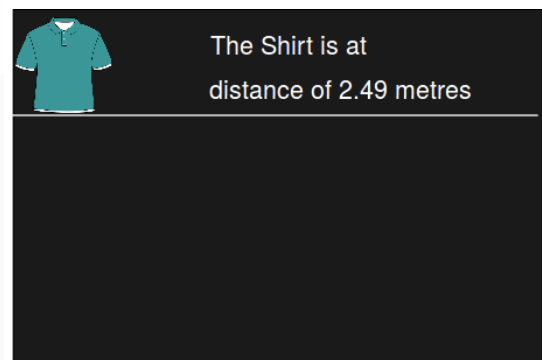 The Shirt is at
distance of 2.49 metres